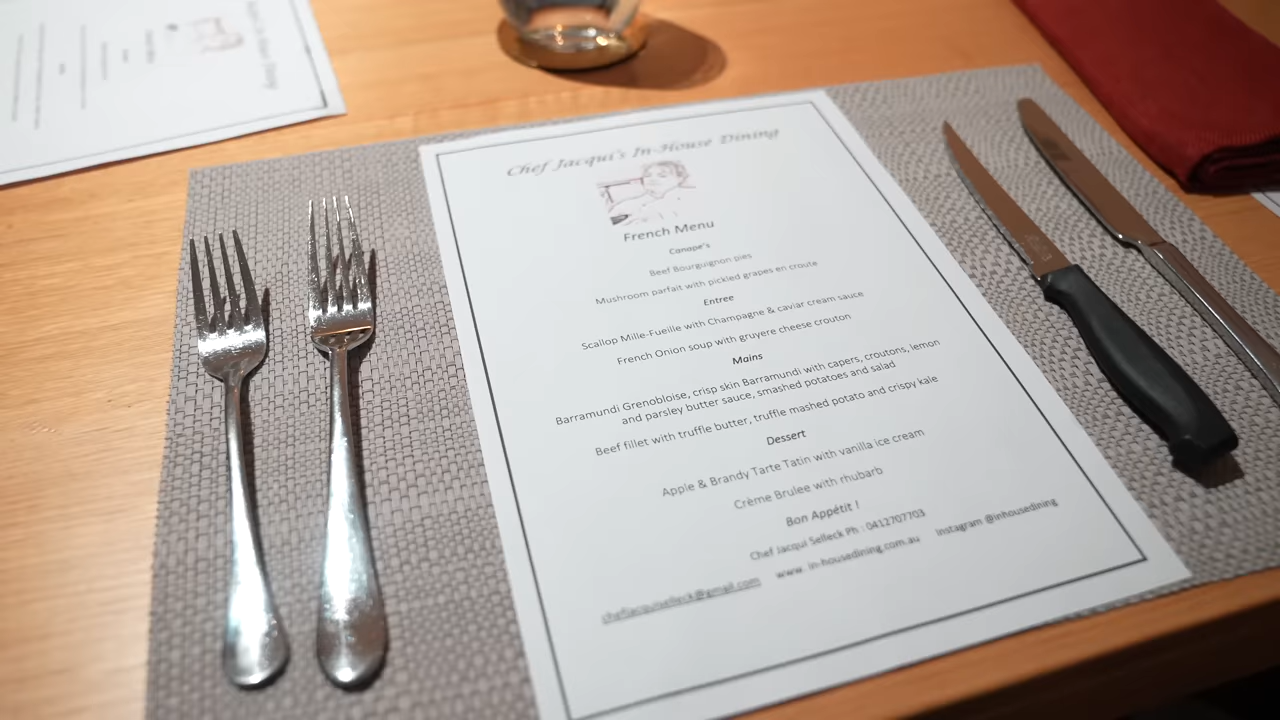 Chef Jacqui's In-House Dining
French Menu
Canape's
Beef Bourguignon pies
Mushroom parfait with pickled grapes en croute
Entree
Scallop Mille-Fueille with Champagne & caviar cream sauce
French Onion soup with gruyere cheese crouton
Mains
Barramundi Grenobloise, crisp skin Barramundi with capers, croutons, lemon
and parsley butter sauce, smashed potatoes and salad
Beef fillet with truffle butter, truffle mashed potato and crispy kale
Dessert
Apple & Brandy Tarte Tatin with vanilla ice cream
Crème Brulee with rhubarb
Bon Appétit !
Chef Jacqui Selleck Ph : 0412707703
chefjacquiselleck@gmail.com www. in-housedining.com.au Instagram @inhousedining